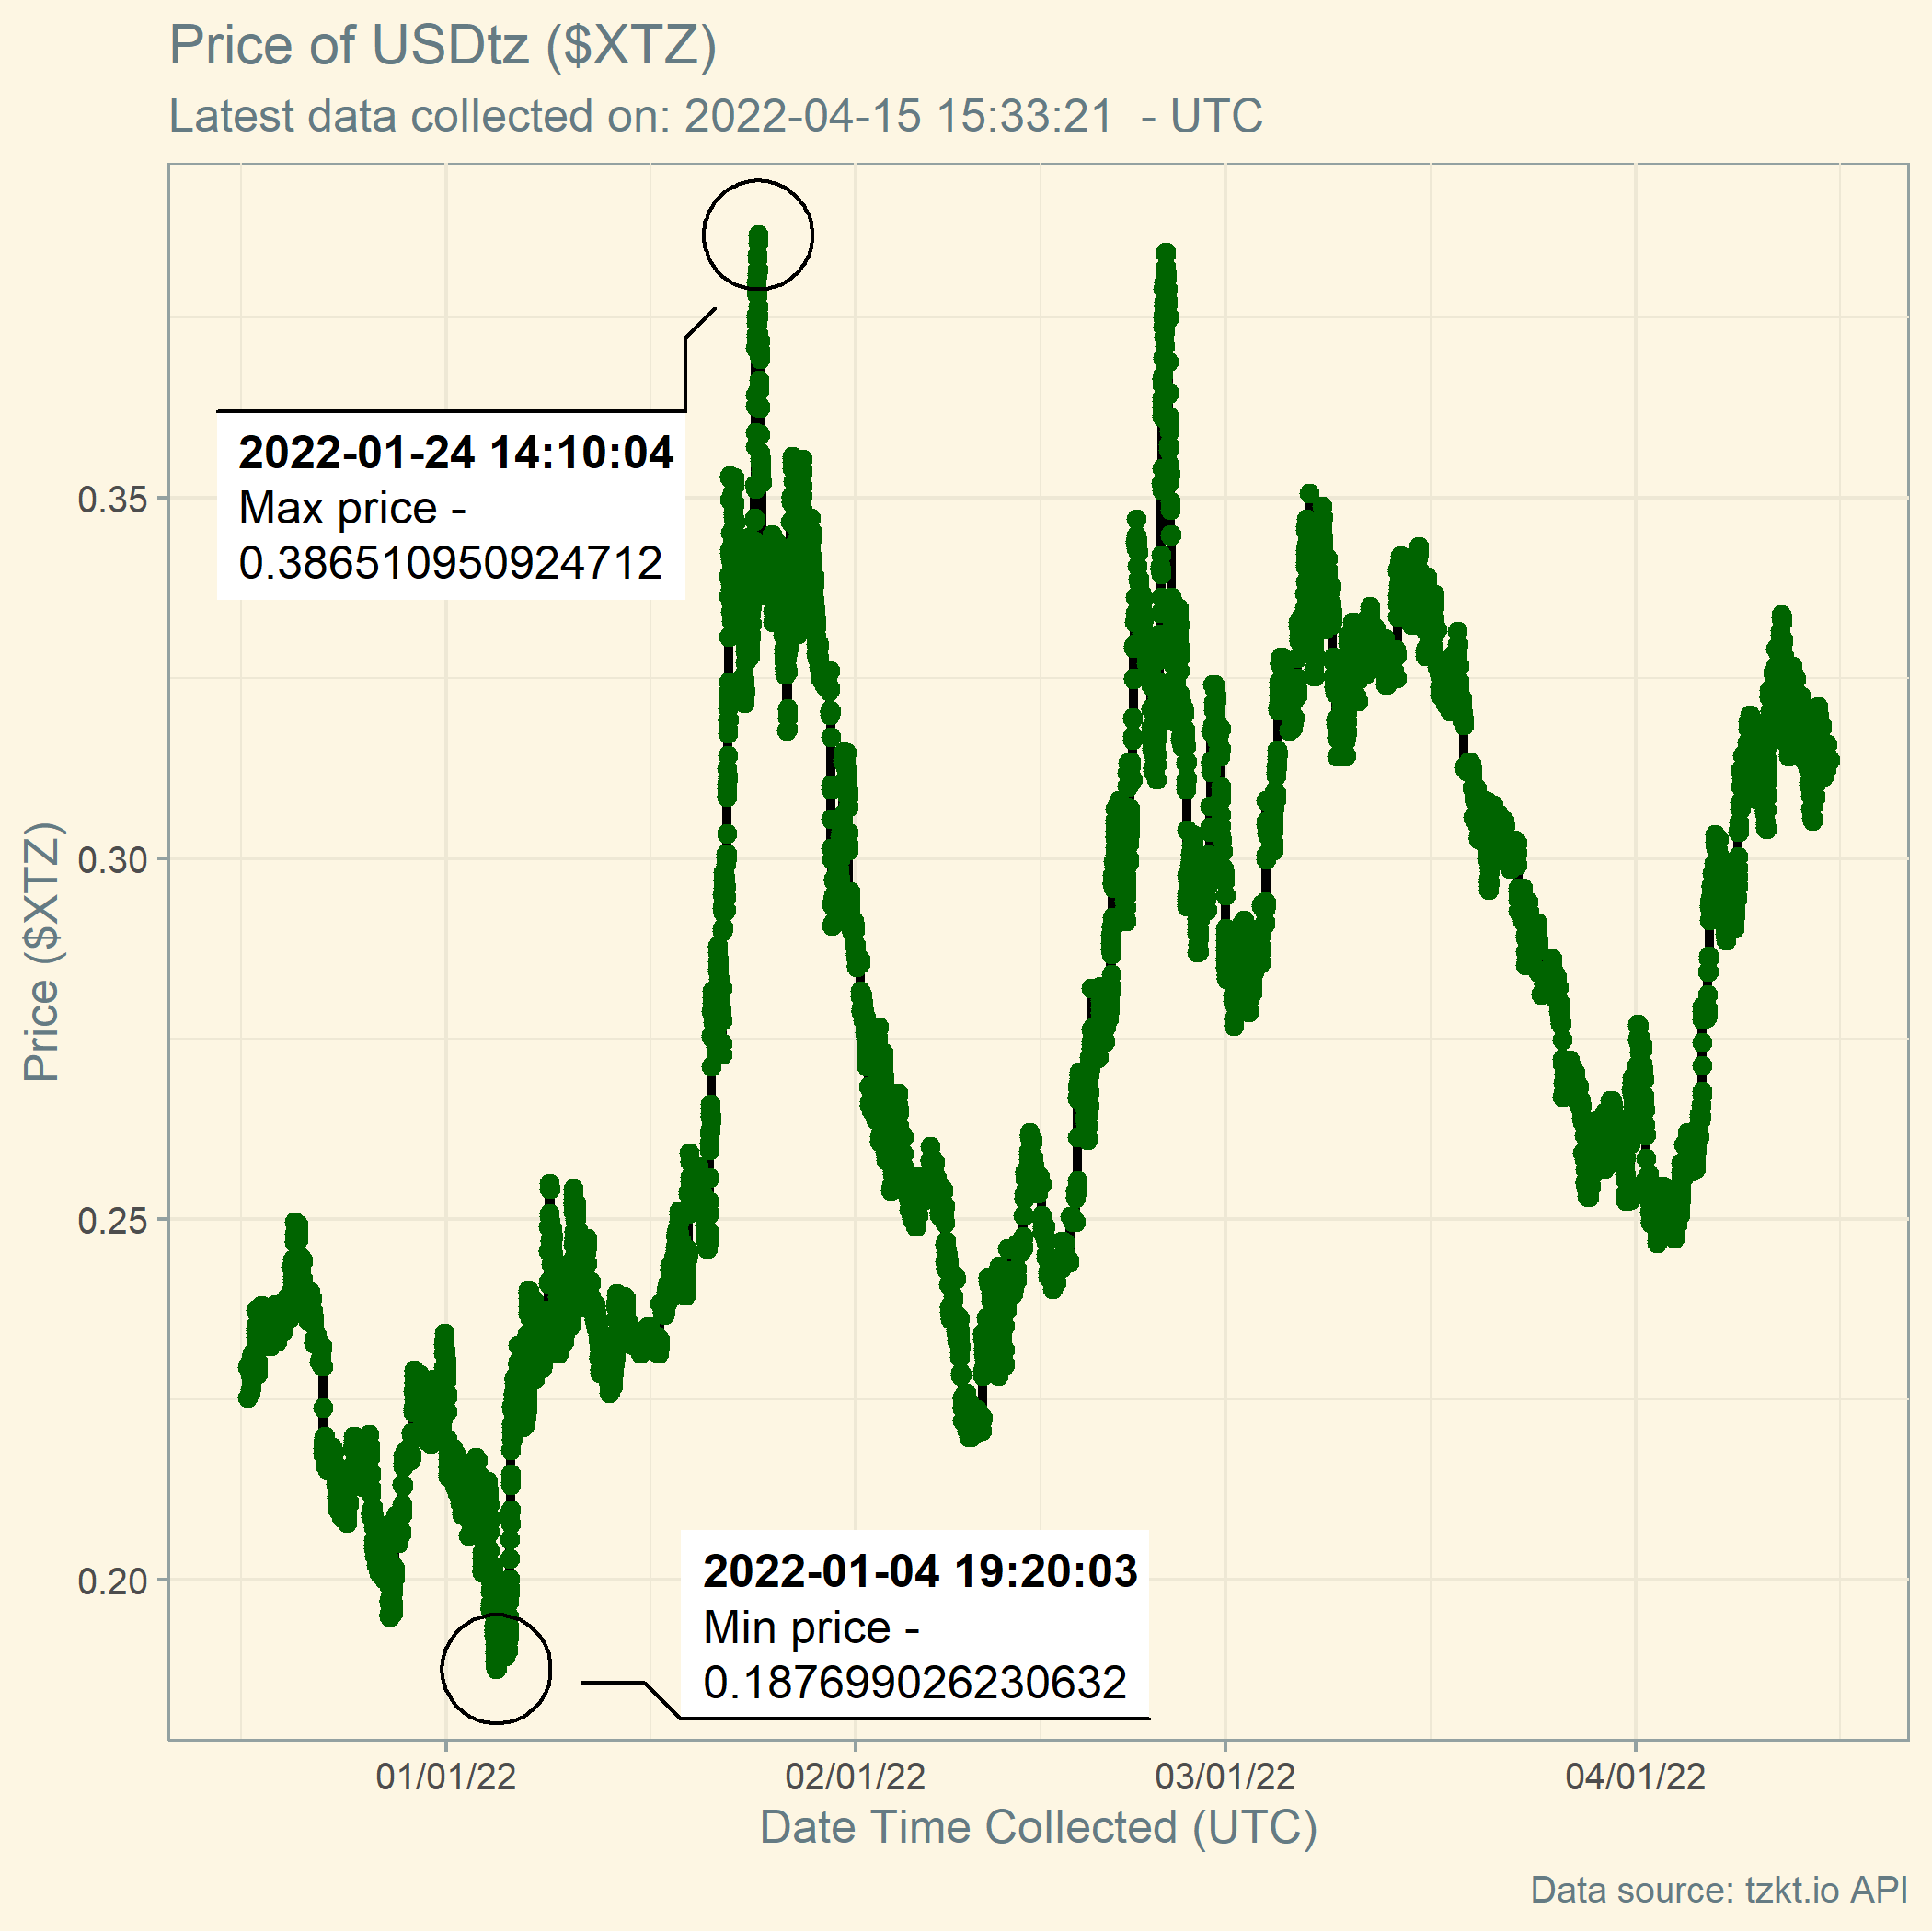 Price of USDtz ($XTZ)
Latest data collected on: 2022-04-15 15:33:21  - UTC
2022-01-24 14:10:04
Max price -
0.386510950924712
0.35
0.30
0.25
0.20
Price ($XTZ)
2022-01-04 19:20:03
Min price -
0.187699026230632
01/01/22
02/01/22
03/01/22
04/01/22
Date Time Collected (UTC)
Data source: tzkt.io API